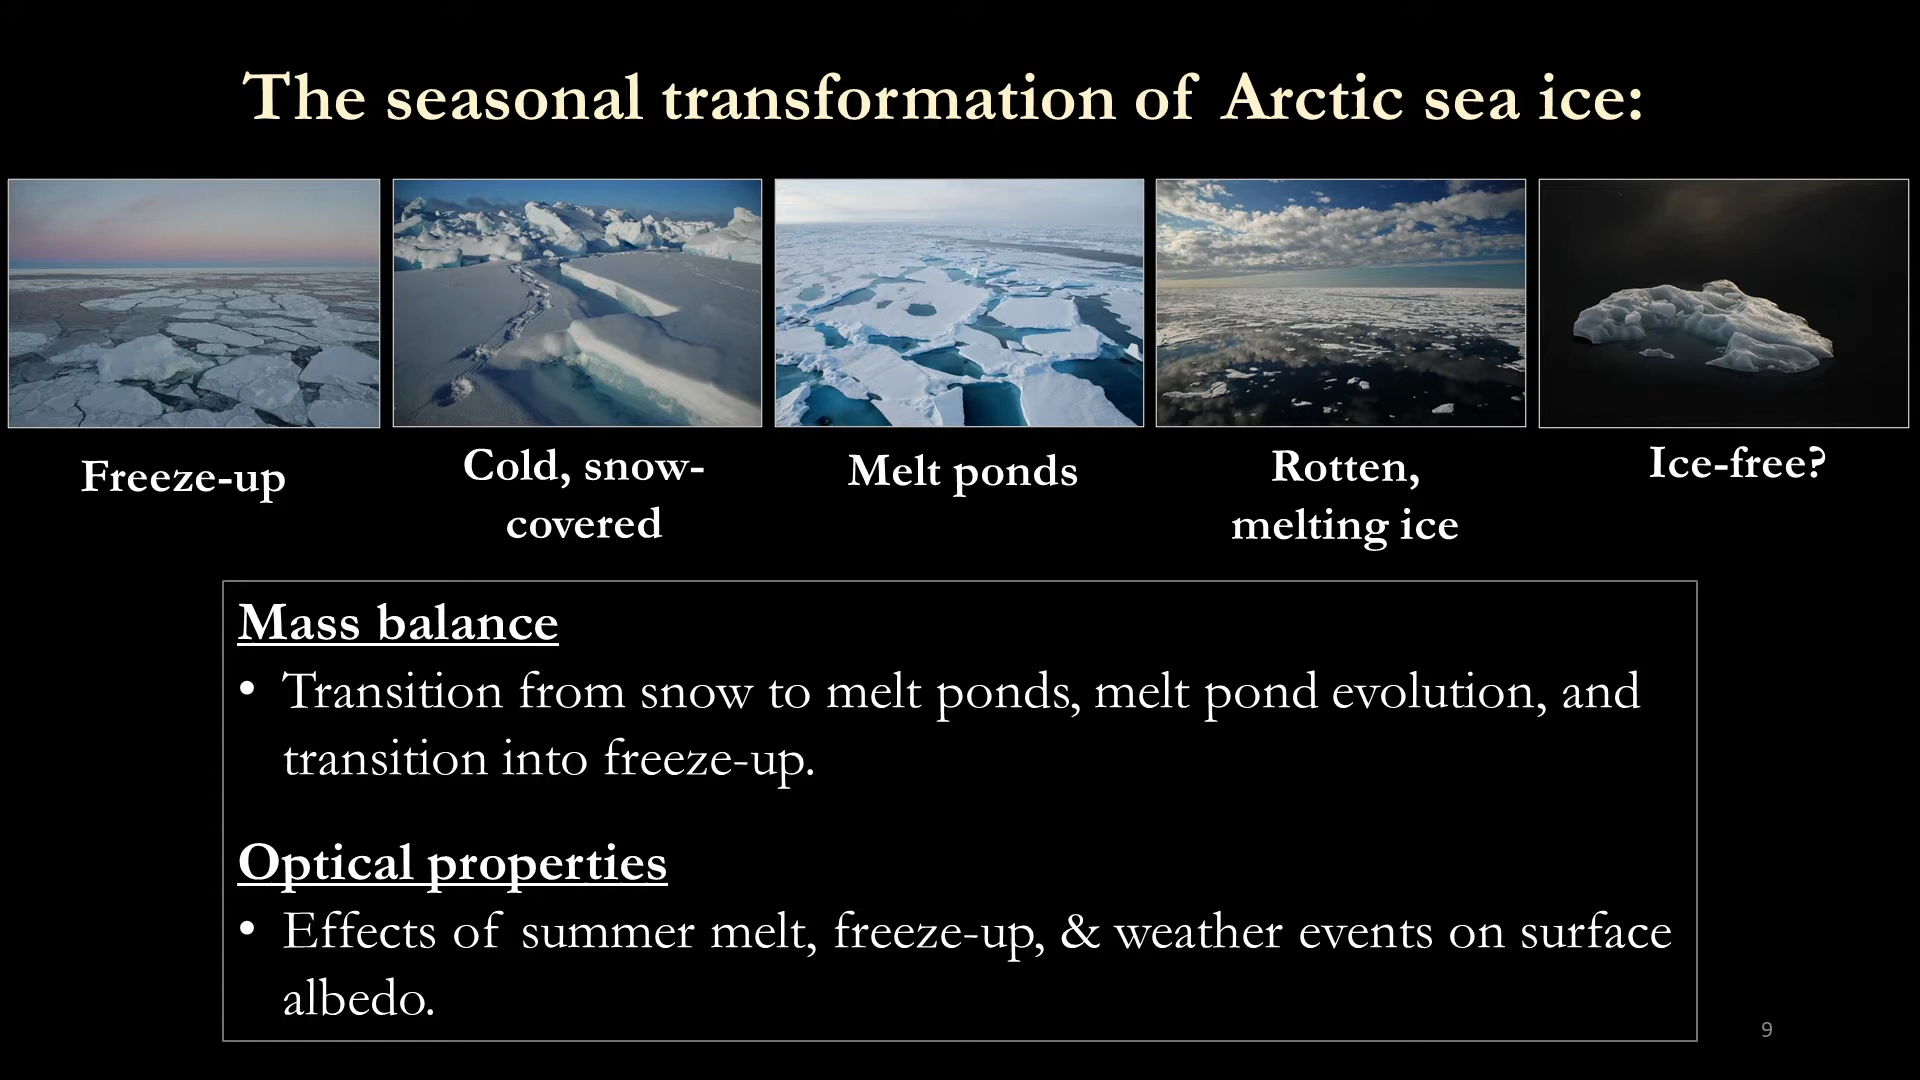 The seasonal transformation of Arctic sea ice:
Freeze-up
Cold, snow-
covered
Melt ponds
Rotten,
melting ice
Ice-free?
Mass balance
• Transition from snow to melt ponds, melt pond evolution, and
transition into freeze-up.
Optical properties
• Effects of summer melt, freeze-up, & weather events on surface
albedo.
9